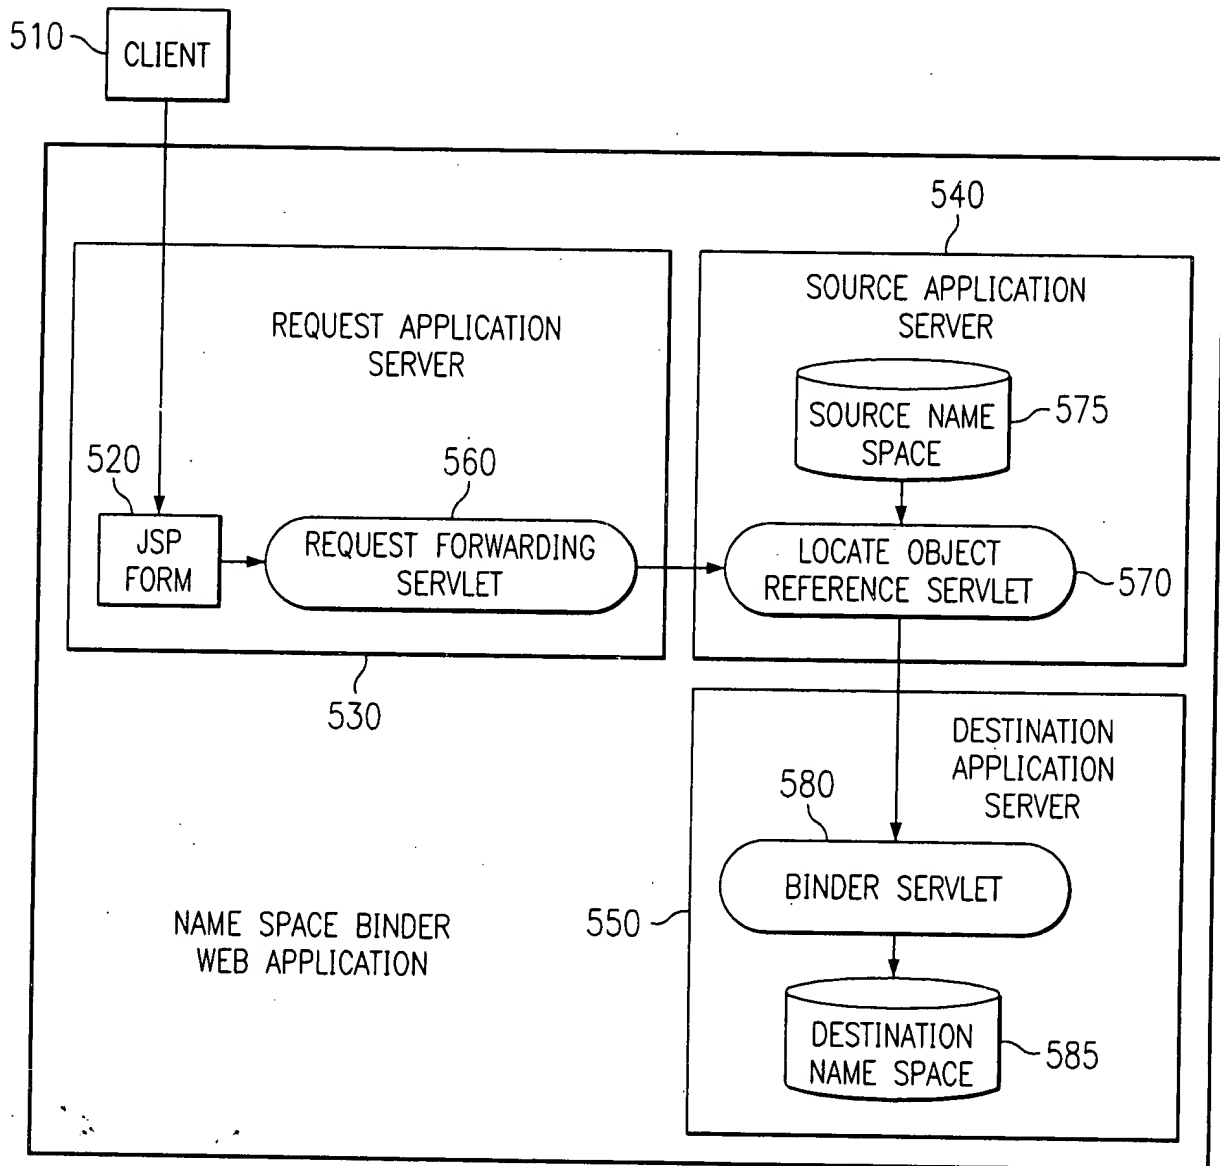 510
CLIENT
540
SOURCE APPLICATION
SERVER
REQUEST APPLICATION
SERVER
SOURCE NAME
SPACE
575
520
560
JSP
FORM
REQUEST FORWARDING
SERVLET
LOCATE OBJECT
REFERENCE SERVLET
570
530
DESTINATION
APPLICATION
SERVER
580
BINDER SERVLET
550
NAME SPACE BINDER
WEB APPLICATION
DESTINATION
NAME SPACE
585